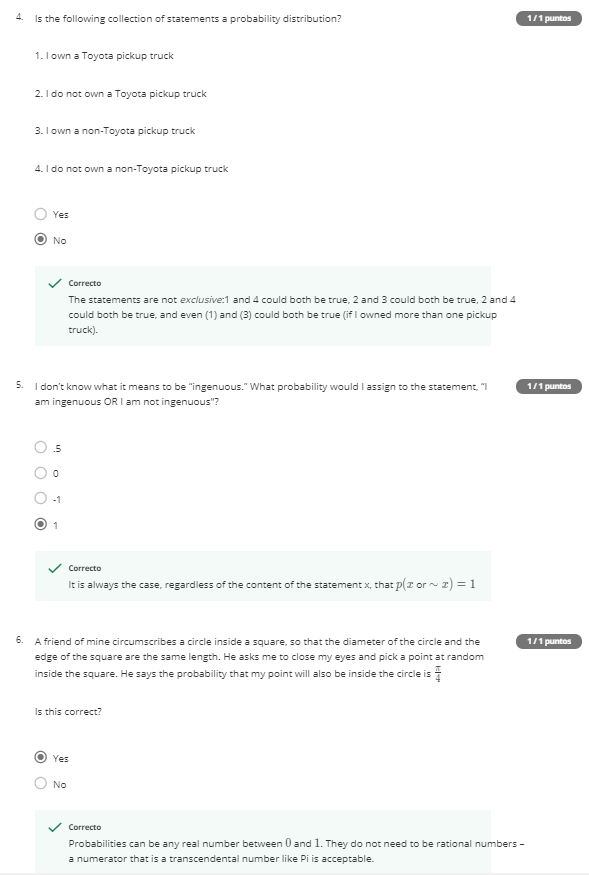 4. Is the following collection of statements a probability distribution?
1 / 1 puntos
1. I own a Toyota pickup truck
2. I do not own a Toyota pickup truck
3. I own a non-Toyota pickup truck
4. I do not own a non-Toyota pickup truck
Yes
No
Correcto
The statements are not exclusive:1 and 4 could both be true, 2 and 3 could both be true, 2 and 4
could both be true, and even (1) and (3) could both be true (if I owned more than one pickup
truck).
5. I don't know what it means to be "ingenuous." What probability would I assign to the statement, "I
am ingenuous OR I am not ingenuous"?
1 / 1 puntos
.5
0
-1
1
Correcto
It is always the case, regardless of the content of the statement x, that p(x or ∼ x) = 1
6. A friend of mine circumscribes a circle inside a square, so that the diameter of the circle and the
edge of the square are the same length. He asks me to close my eyes and pick a point at random
inside the square. He says the probability that my point will also be inside the circle is π/4
1 / 1 puntos
Is this correct?
Yes
No
Correcto
Probabilities can be any real number between 0 and 1. They do not need to be rational numbers –
a numerator that is a transcendental number like Pi is acceptable.